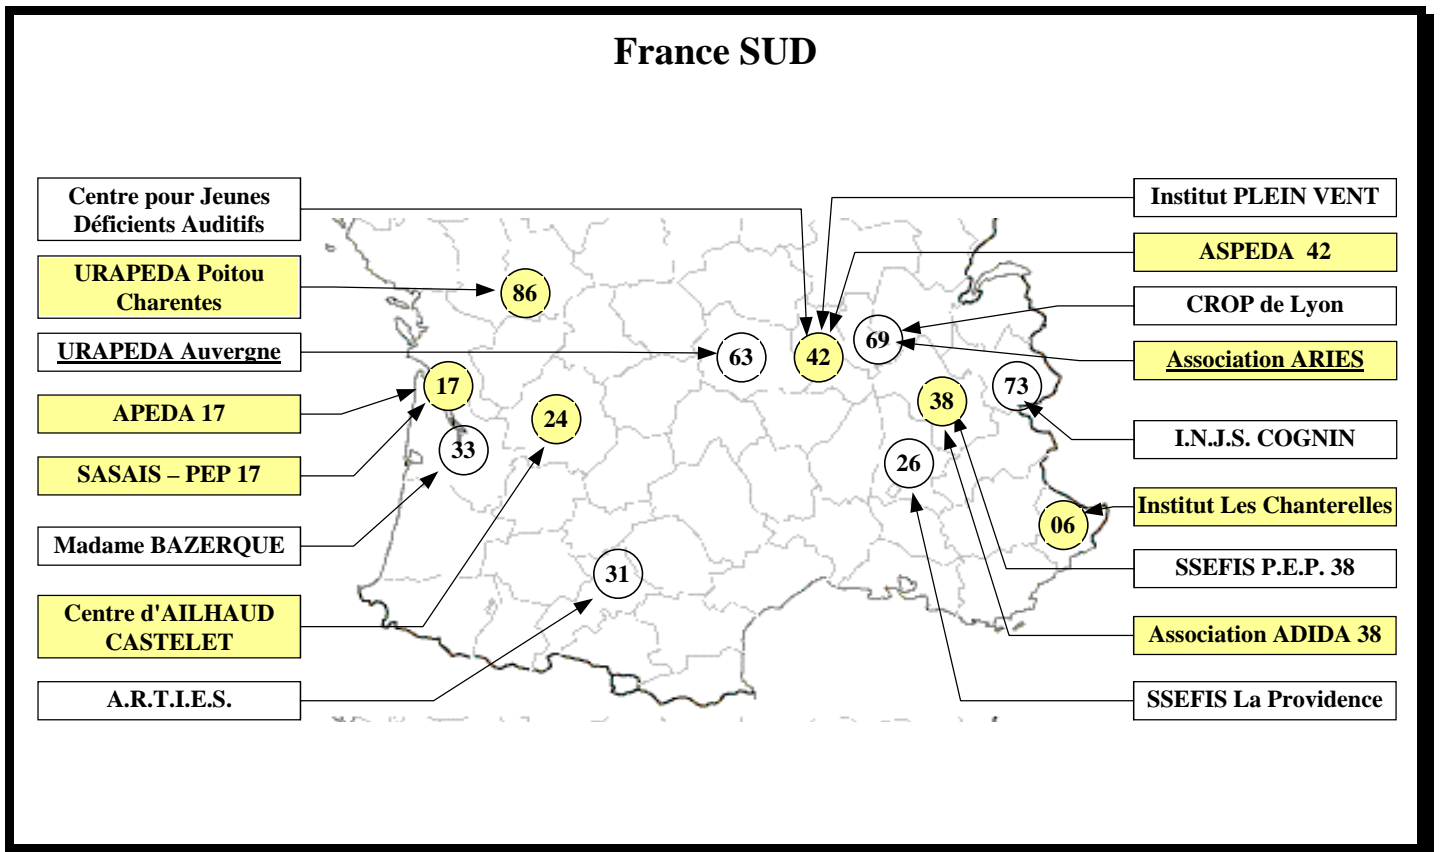 France SUD
Centre pour Jeunes
Déficients Auditifs
URAPEDA Poitou
Charentes
URAPEDA Auvergne
APEDA 17
SASAIS – PEP 17
Madame BAZERQUE
Centre d'AILHAUD
CASTELET
A.R.T.I.E.S.
86
63
42
69
17
24
33
38
73
26
06
31
Institut PLEIN VENT
ASPEDA 42
CROP de Lyon
Association ARIES
I.N.J.S. COGNIN
Institut Les Chanterelles
SSEFIS P.E.P. 38
Association ADIDA 38
SSEFIS La Providence